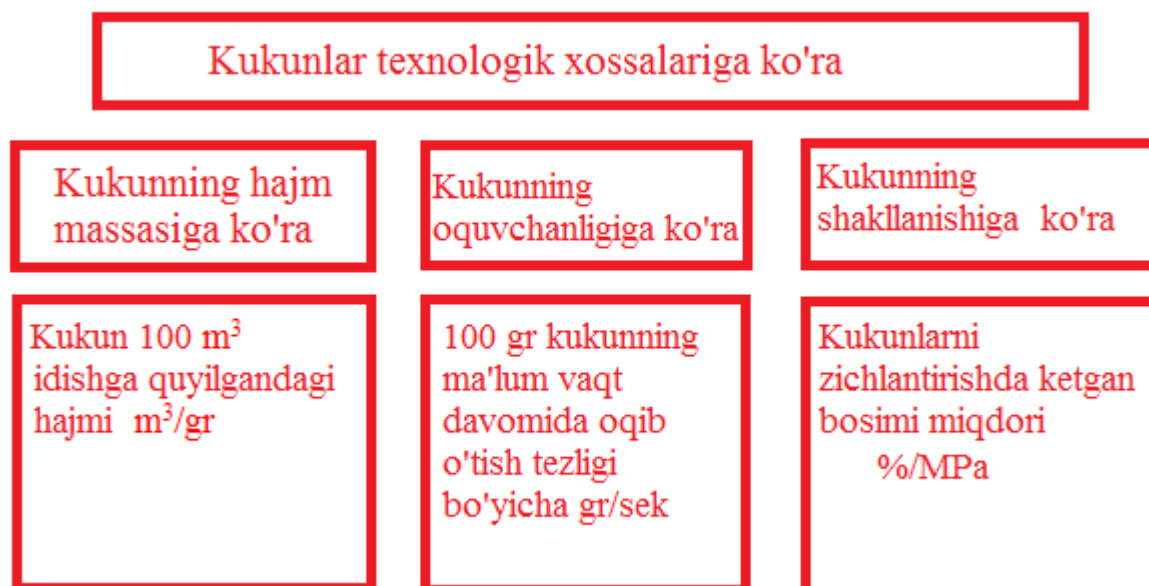 Kukunlar texnologik xossalariga ko'ra
Kukunning hajm
massasiga ko'ra
Kukunning
oquvchanligiga ko'ra
Kukunning
shakllanishiga ko'ra
Kukun 100 m³
idishga quyilgandagi
hajmi m³/gr
100 gr kukunning
ma'lum vaqt
davomida oqib
o'tish tezligi
bo'yicha gr/sek
Kukunlarni
zichlantirishda ketgan
bosimi miqdori
%/MPa